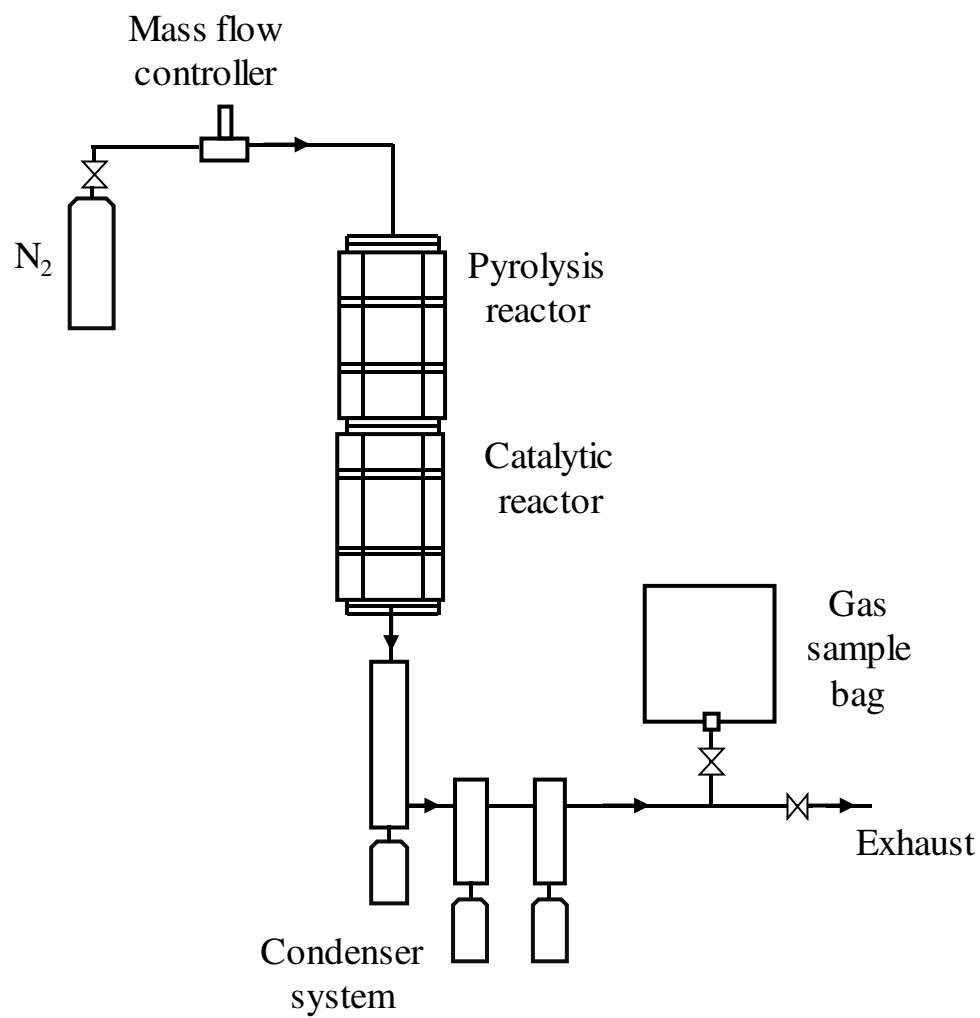 Mass flow
controller
N₂
Pyrolysis
reactor
Catalytic
reactor
Gas
sample
bag
Exhaust
Condenser
system